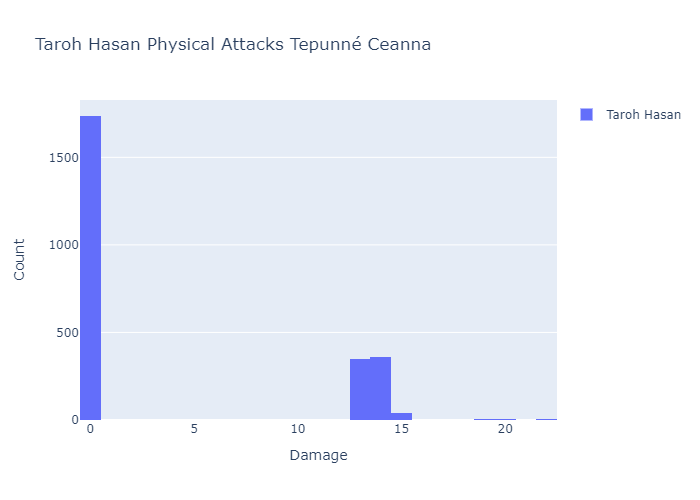 Taroh Hasan Physical Attacks Tepunné Ceanna
Taroh Hasan
1500
1000
500
0
Count
0 5 10 15 20
Damage